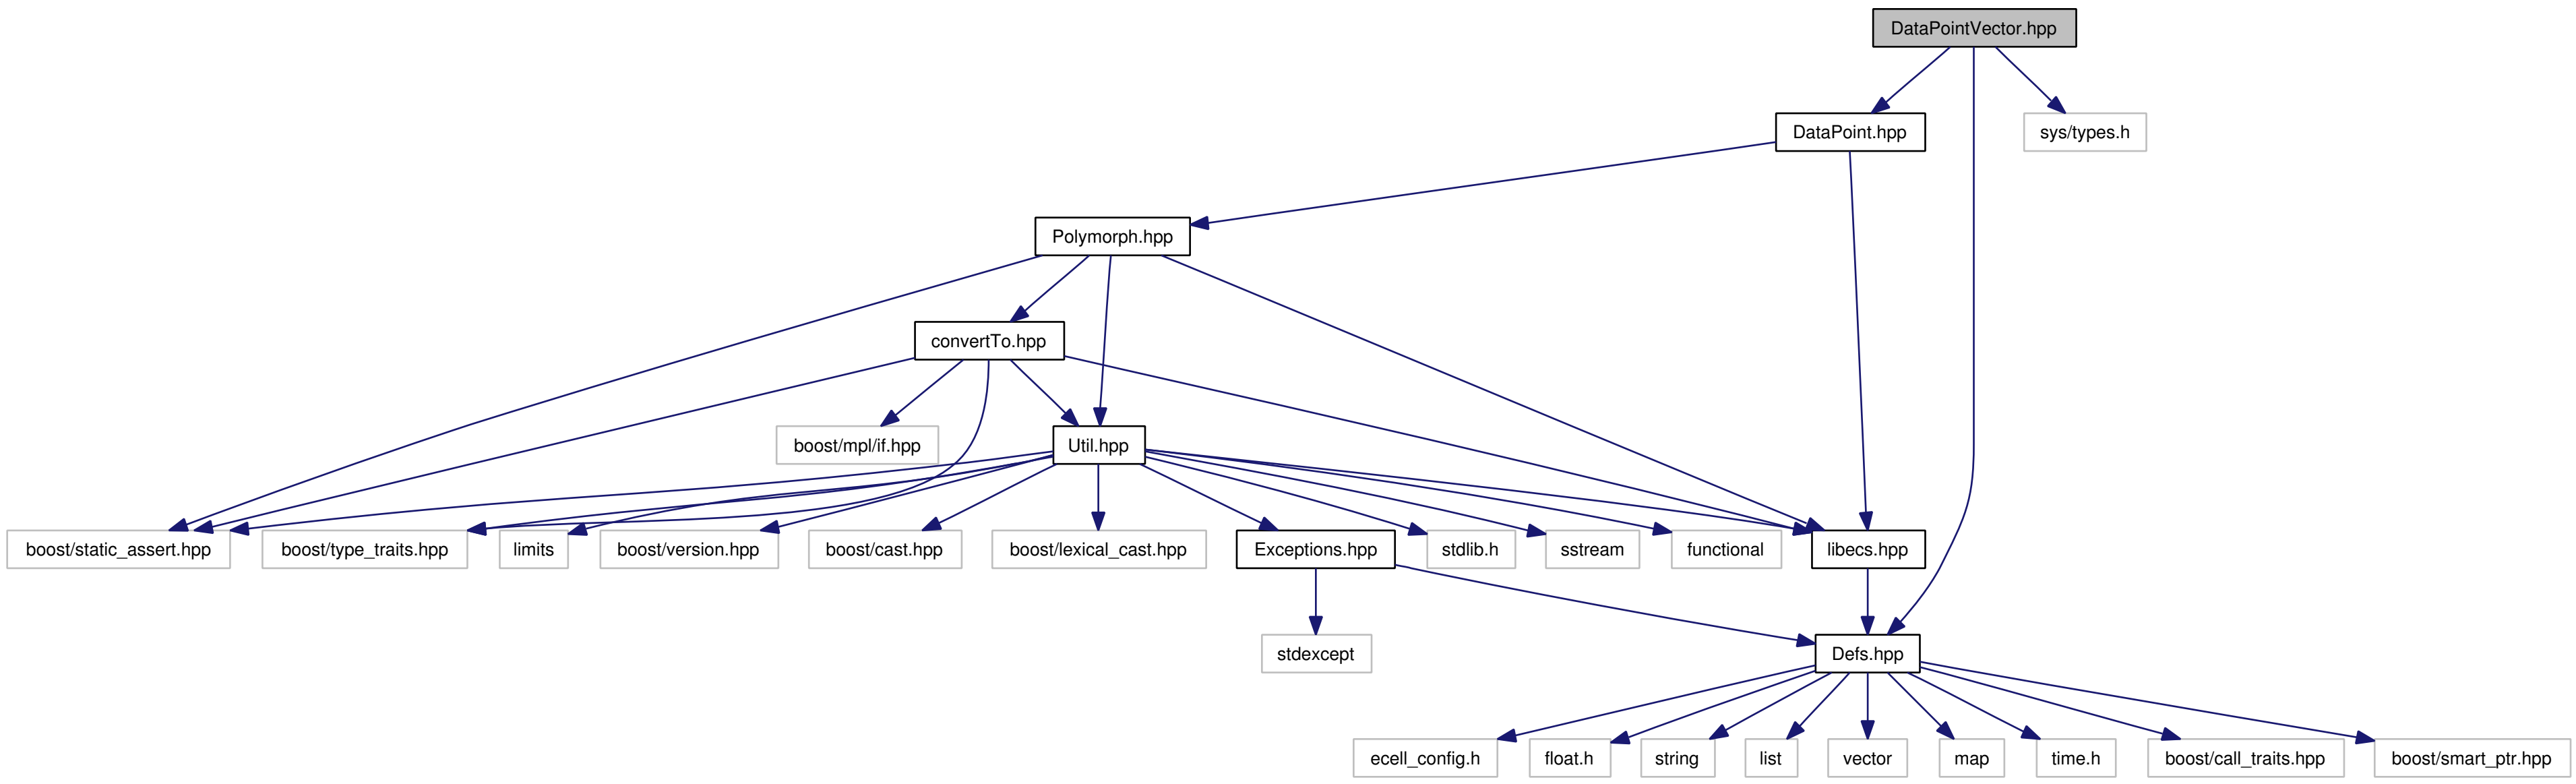 DataPointVector.hpp
DataPoint.hpp
sys/types.h
Polymorph.hpp
convertTo.hpp
boost/mpl/if.hpp
Util.hpp
boost/static_assert.hpp
boost/type_traits.hpp
limits
boost/version.hpp
boost/cast.hpp
boost/lexical_cast.hpp
Exceptions.hpp
stdlib.h
sstream
functional
libecs.hpp
stdexcept
Defs.hpp
ecell_config.h
float.h
string
list
vector
map
time.h
boost/call_traits.hpp
boost/smart_ptr.hpp